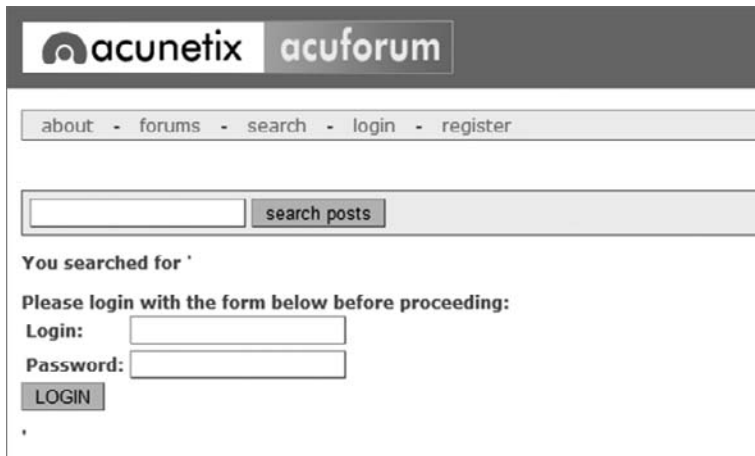 acunetix acuforum
about - forums - search - login - register
search posts
You searched for '
Please login with the form below before proceeding:
Login:
Password:
LOGIN
'